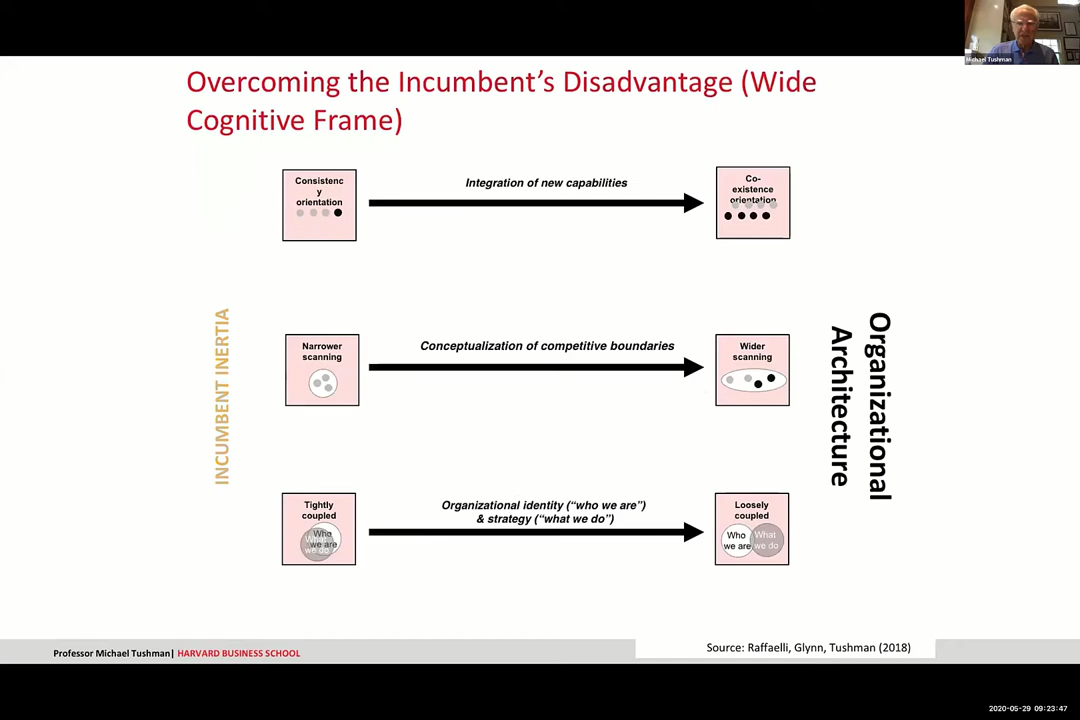 Michael Tushman
Overcoming the Incumbent's Disadvantage (Wide
Cognitive Frame)
Consistenc
y
orientation
Integration of new capabilities
Co-
existence
orientation
INCUMBENT INERTIA
Narrower
scanning
Conceptualization of competitive boundaries
Wider
scanning
Organizational
Architecture
Tightly
coupled
Who
we are
What
we do
Organizational identity (“who we are”)
& strategy (“what we do”)
Loosely
coupled
Who
we are
What
we do
Professor Michael Tushman| HARVARD BUSINESS SCHOOL
Source: Raffaelli, Glynn, Tushman (2018)
2020-05-29 09:23:47